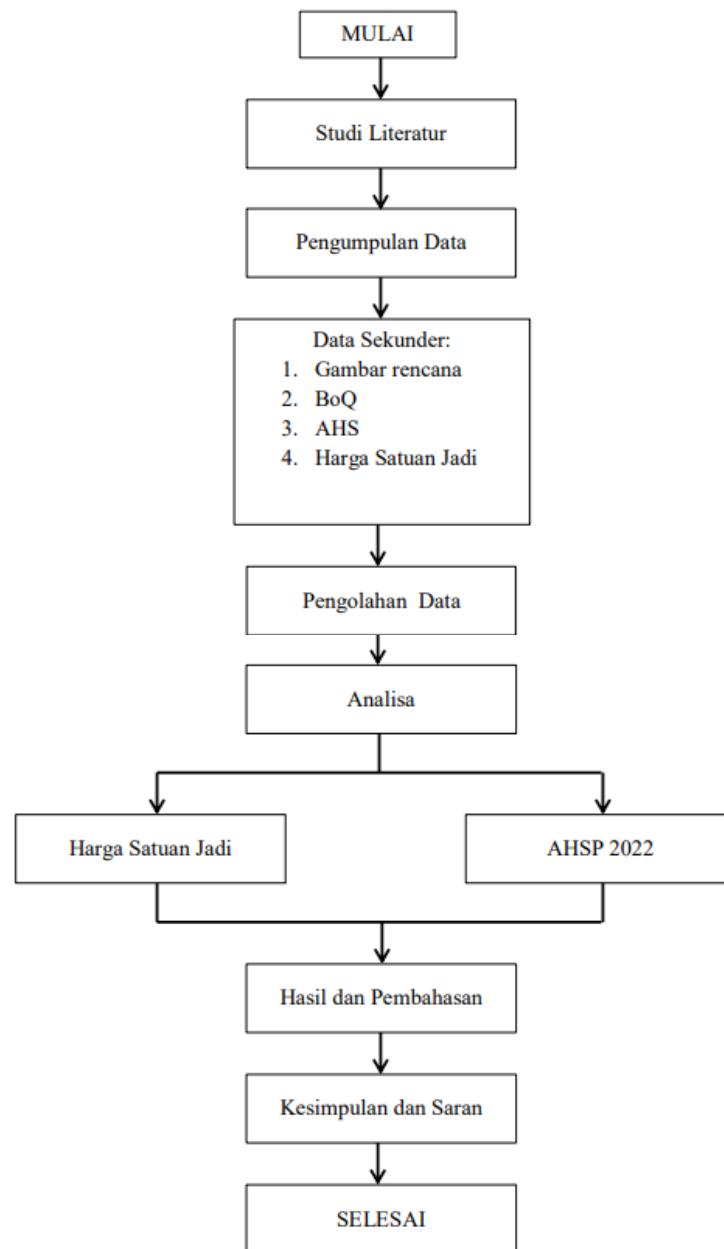 MULAI
Studi Literatur
Pengumpulan Data
Data Sekunder:
1. Gambar rencana
2. BoQ
3. AHS
4. Harga Satuan Jadi
Pengolahan Data
Analisa
Harga Satuan Jadi
AHSP 2022
Hasil dan Pembahasan
Kesimpulan dan Saran
SELESAI